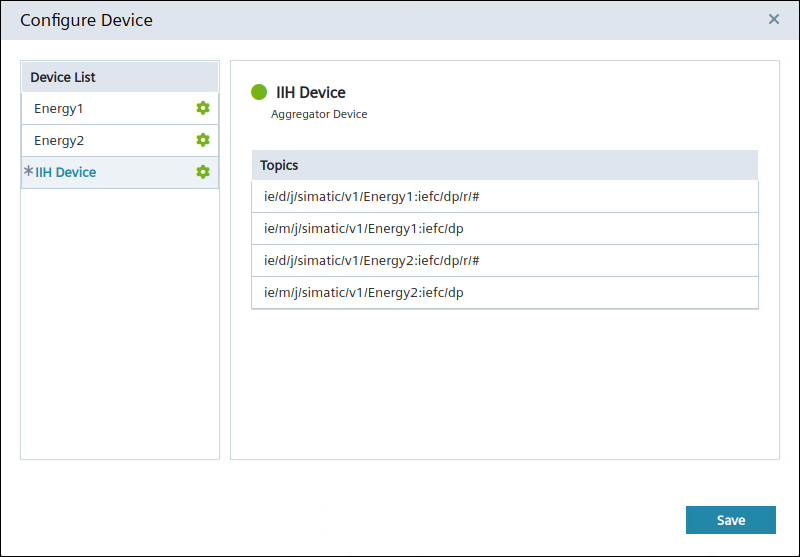 Configure Device
Device List
Energy1
Energy2
*IIH Device
IIH Device
Aggregator Device
Topics
ie/d/j/simatic/v1/Energy1:iefc/dp/r/#
ie/m/j/simatic/v1/Energy1:iefc/dp
ie/d/j/simatic/v1/Energy2:iefc/dp/r/#
ie/m/j/simatic/v1/Energy2:iefc/dp
Save